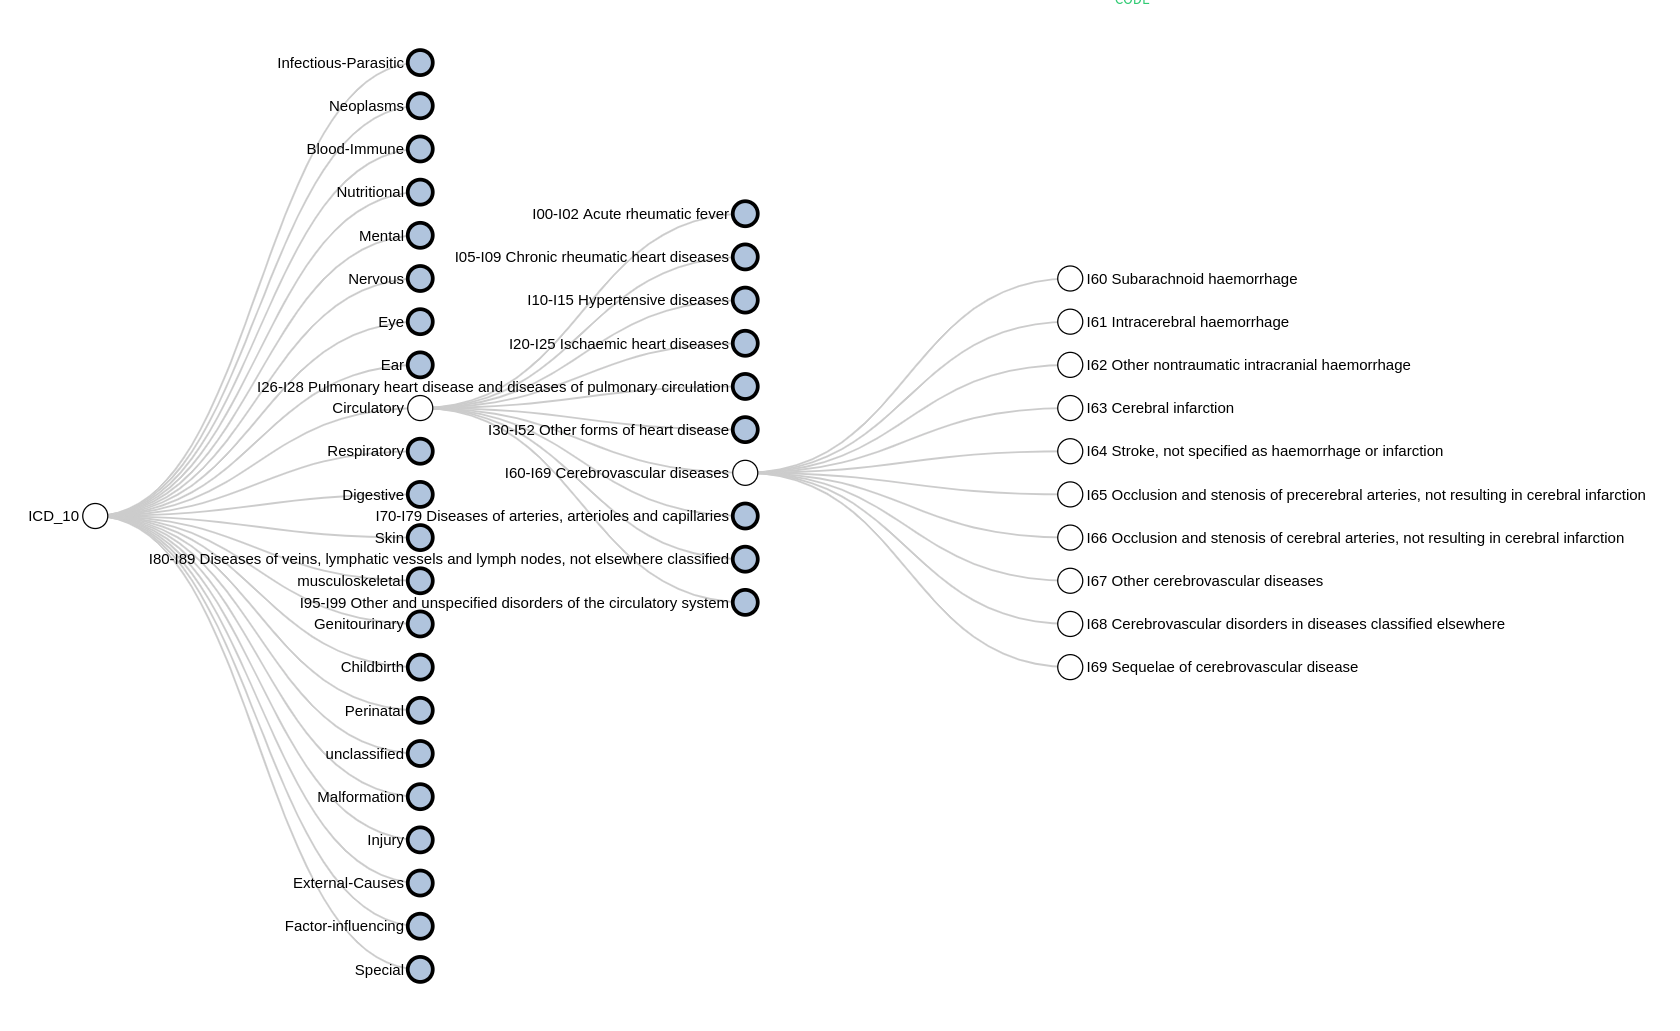 CODE
Infectious-Parasitic
Neoplasms
Blood-Immune
Nutritional
Mental
Nervous
Eye
Ear
Circulatory
Respiratory
Digestive
Skin
musculoskeletal
Genitourinary
Childbirth
Perinatal
unclassified
Malformation
Injury
External-Causes
Factor-influencing
Special
ICD_10
I00-I02 Acute rheumatic fever
I05-I09 Chronic rheumatic heart diseases
I10-I15 Hypertensive diseases
I20-I25 Ischaemic heart diseases
I26-I28 Pulmonary heart disease and diseases of pulmonary circulation
I30-I52 Other forms of heart disease
I60-I69 Cerebrovascular diseases
I70-I79 Diseases of arteries, arterioles and capillaries
I80-I89 Diseases of veins, lymphatic vessels and lymph nodes, not elsewhere classified
I95-I99 Other and unspecified disorders of the circulatory system
I60 Subarachnoid haemorrhage
I61 Intracerebral haemorrhage
I62 Other nontraumatic intracranial haemorrhage
I63 Cerebral infarction
I64 Stroke, not specified as haemorrhage or infarction
I65 Occlusion and stenosis of precerebral arteries, not resulting in cerebral infarction
I66 Occlusion and stenosis of cerebral arteries, not resulting in cerebral infarction
I67 Other cerebrovascular diseases
I68 Cerebrovascular disorders in diseases classified elsewhere
I69 Sequelae of cerebrovascular disease